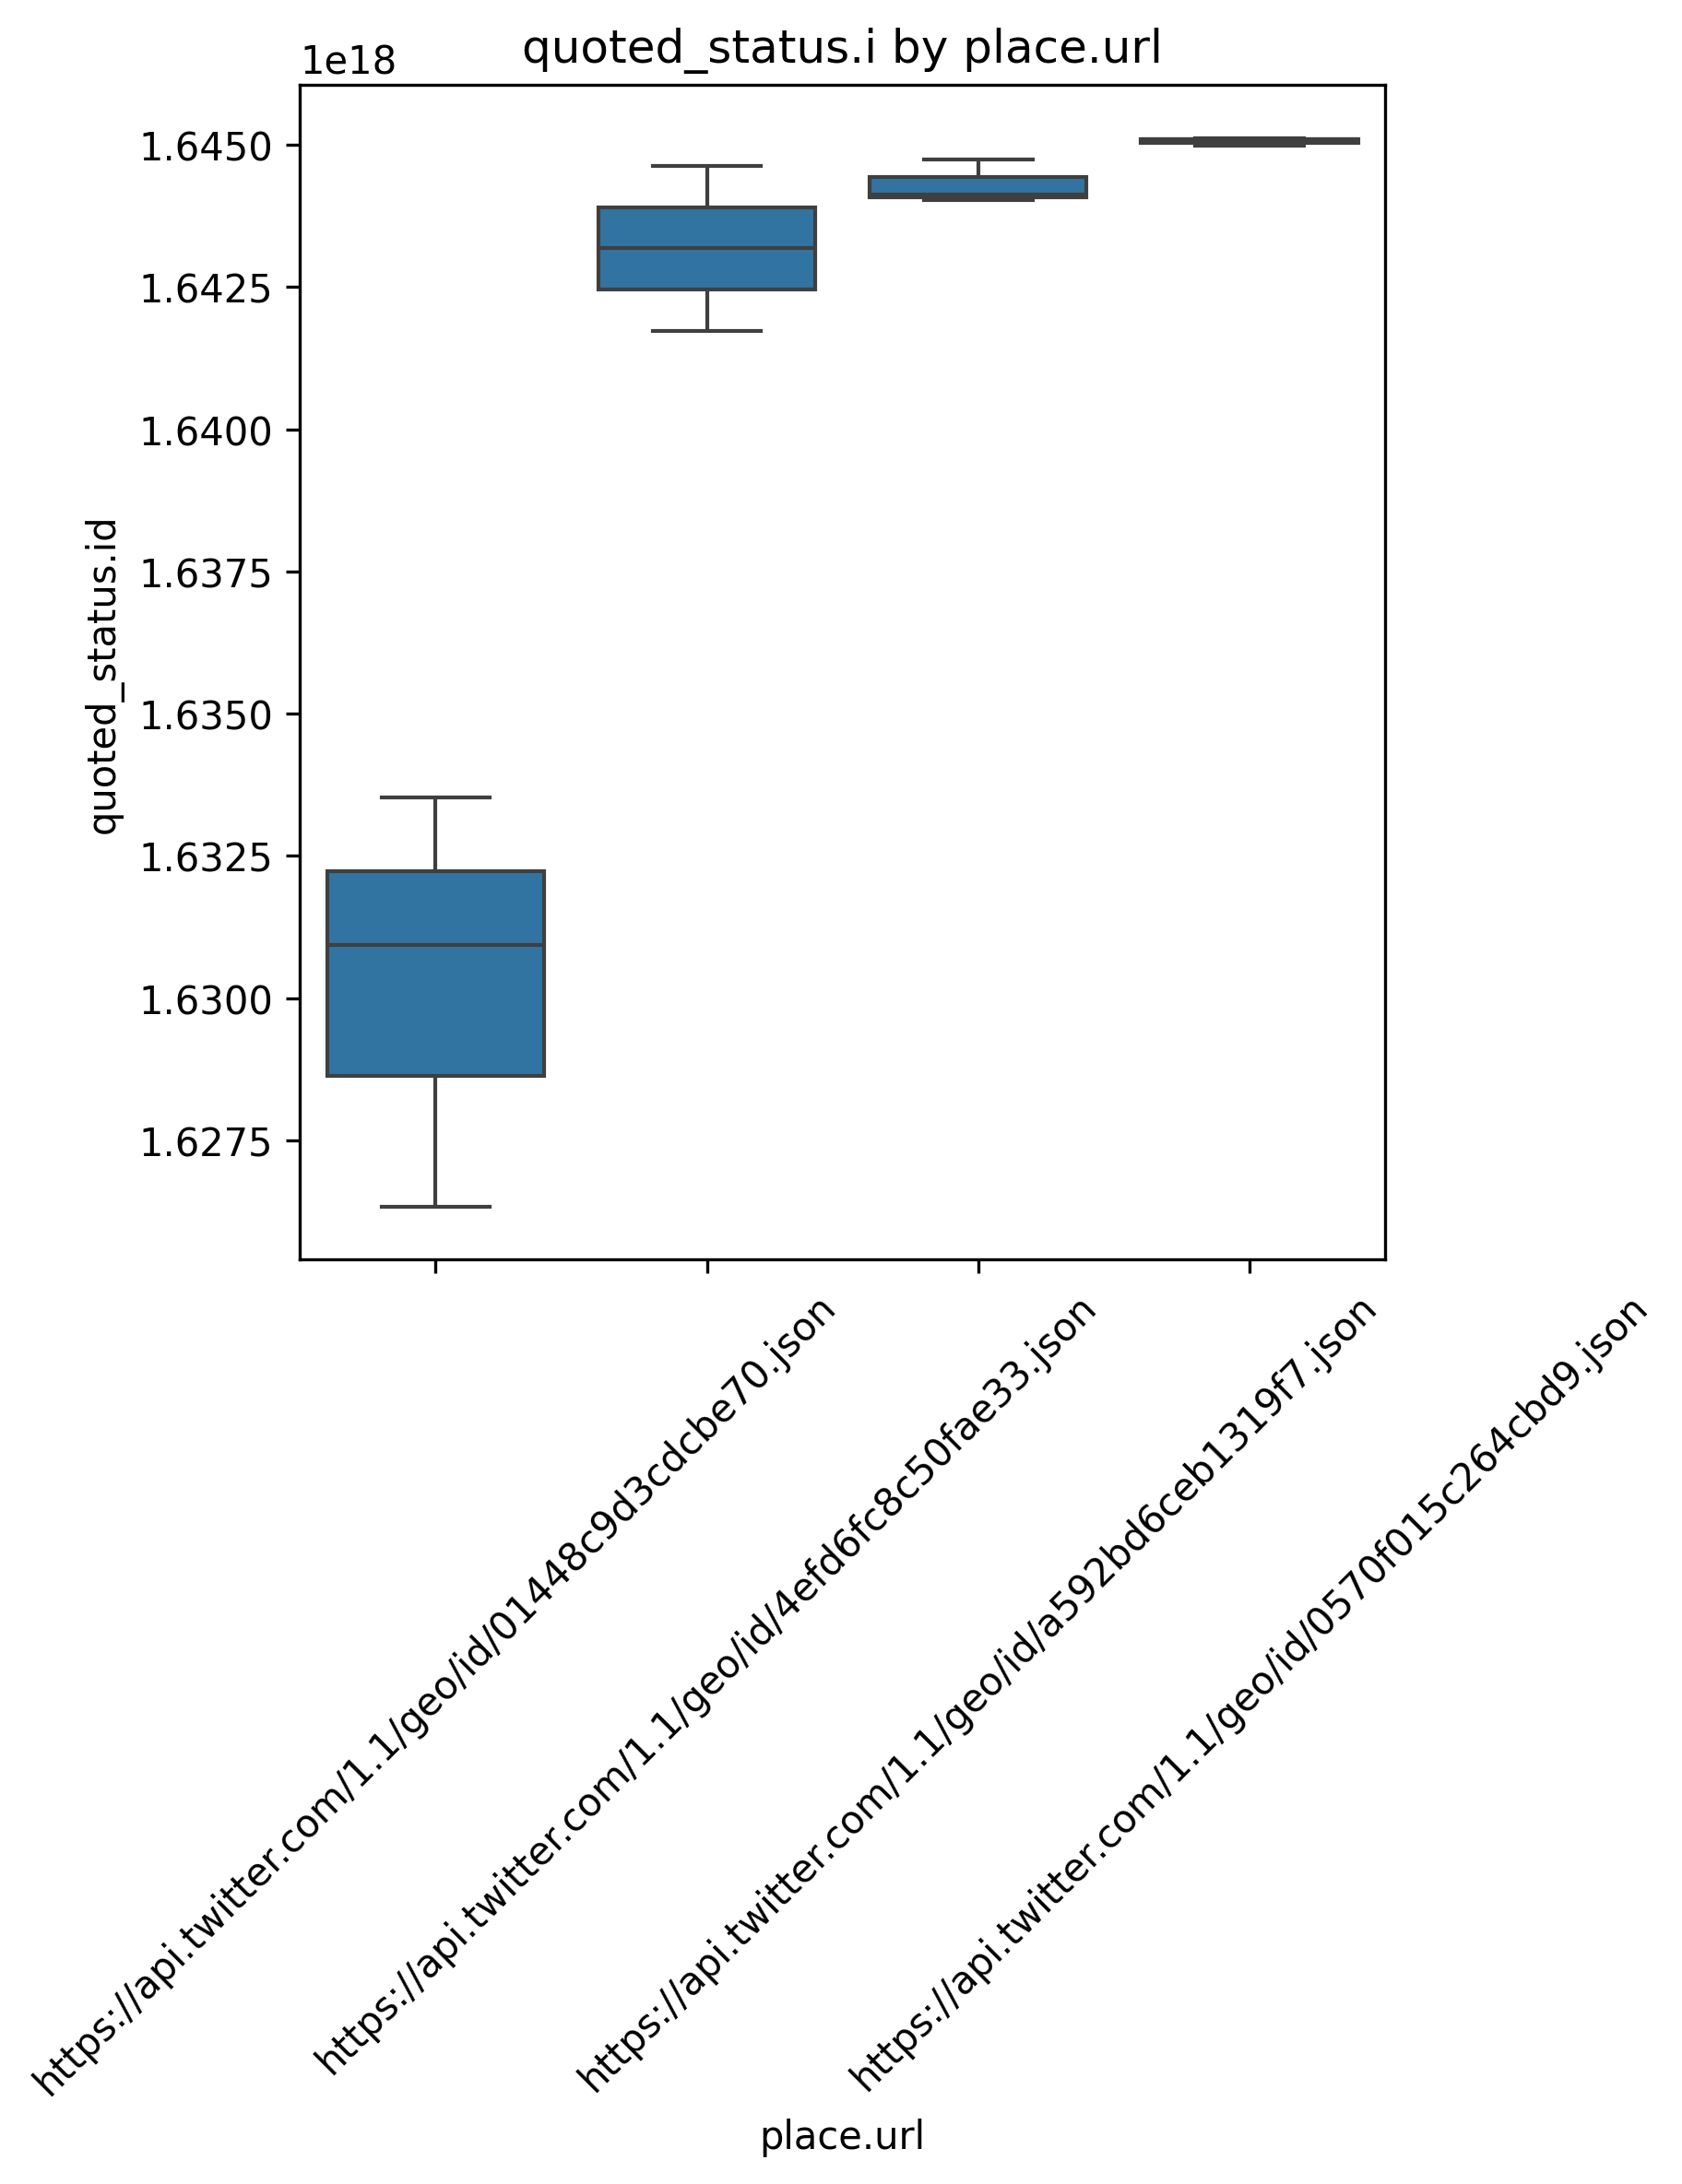 quoted_status.i by place.url
1e18
1.6450
1.6425
1.6400
1.6375
1.6350
1.6325
1.6300
1.6275
quoted_status.id
https://api.twitter.com/1.1/geo/id/01448c9d3cdcbe70.json
https://api.twitter.com/1.1/geo/id/4efd6fc8c50fae33.json
https://api.twitter.com/1.1/geo/id/a592bd6ceb1319f7.json
https://api.twitter.com/1.1/geo/id/0570f015c264cbd9.json
place.url